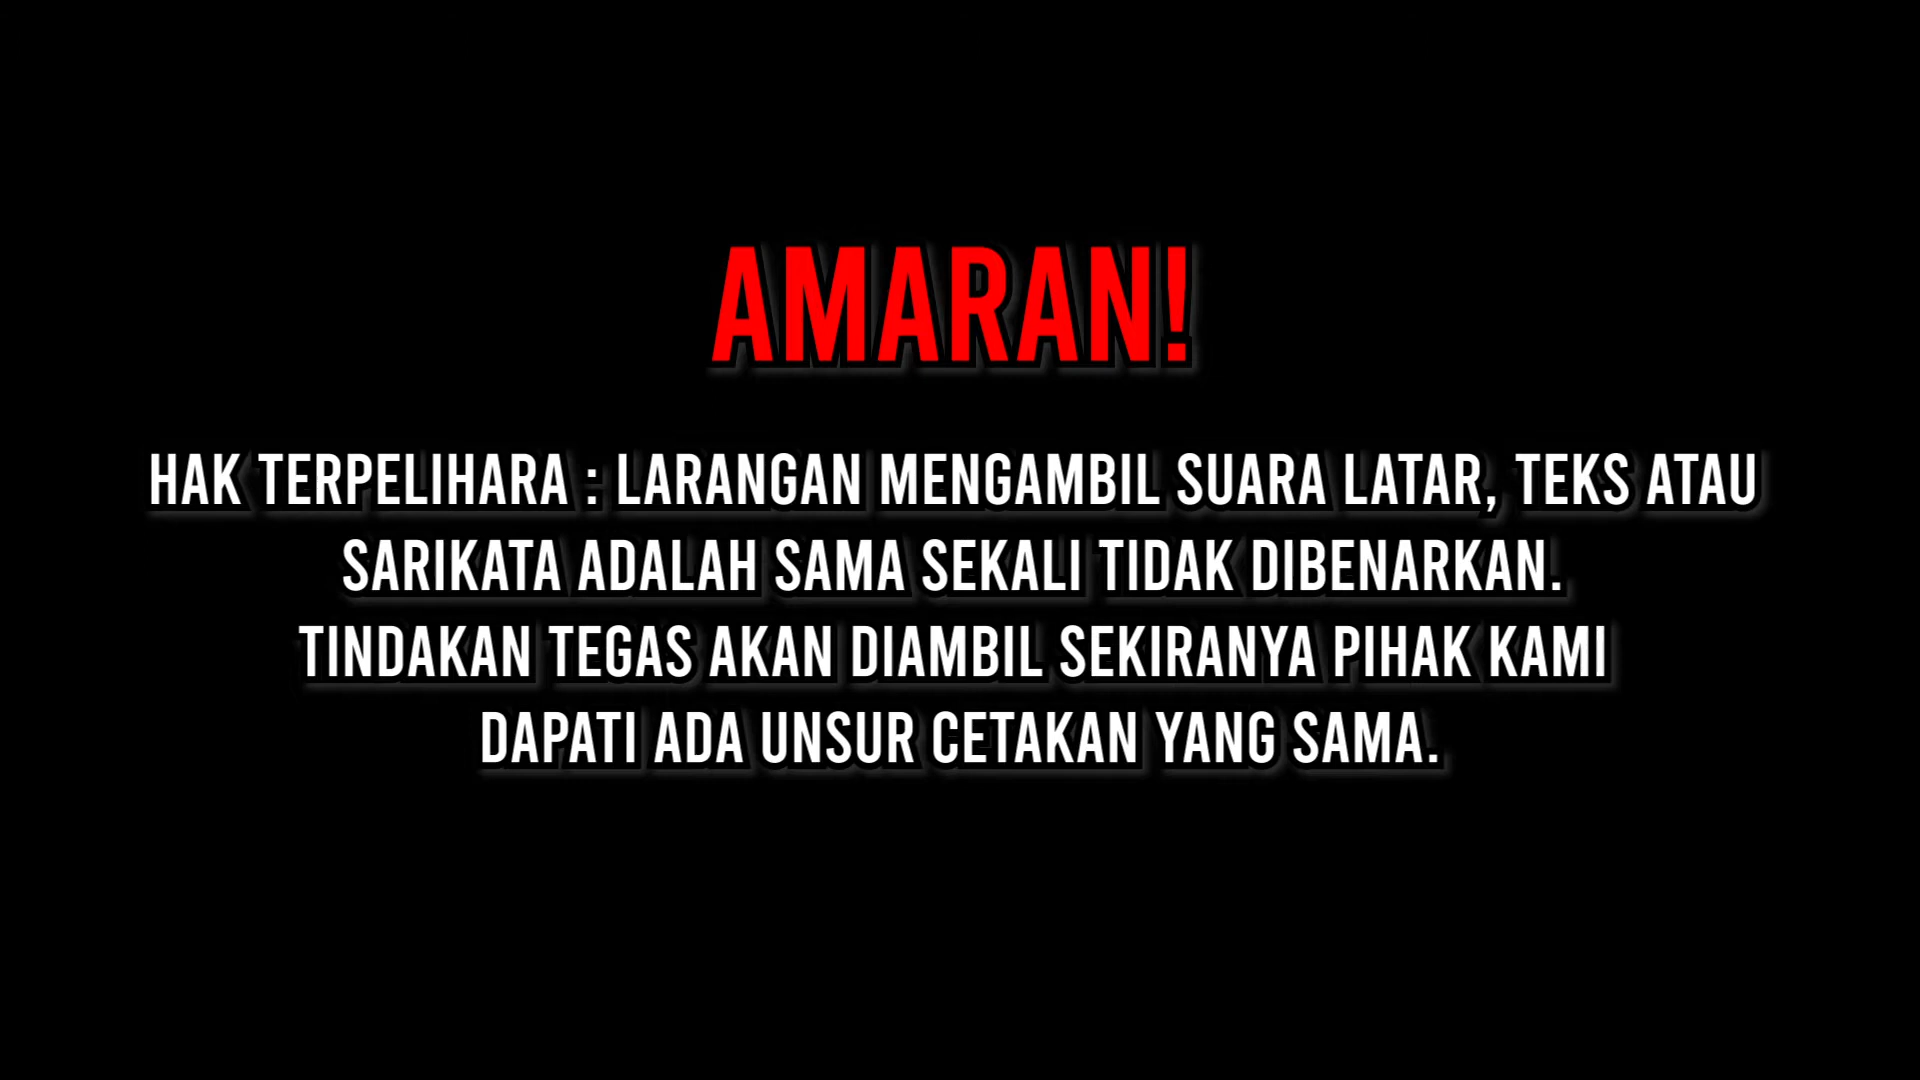 AMARAN!
HAK TERPELIHARA : LARANGAN MENGAMBIL SUARA LATAR, TEKS ATAU
SARIKATA ADALAH SAMA SEKALI TIDAK DIBENARKAN.
TINDAKAN TEGAS AKAN DIAMBIL SEKIRANYA PIHAK KAMI
DAPATI ADA UNSUR CETAKAN YANG SAMA.